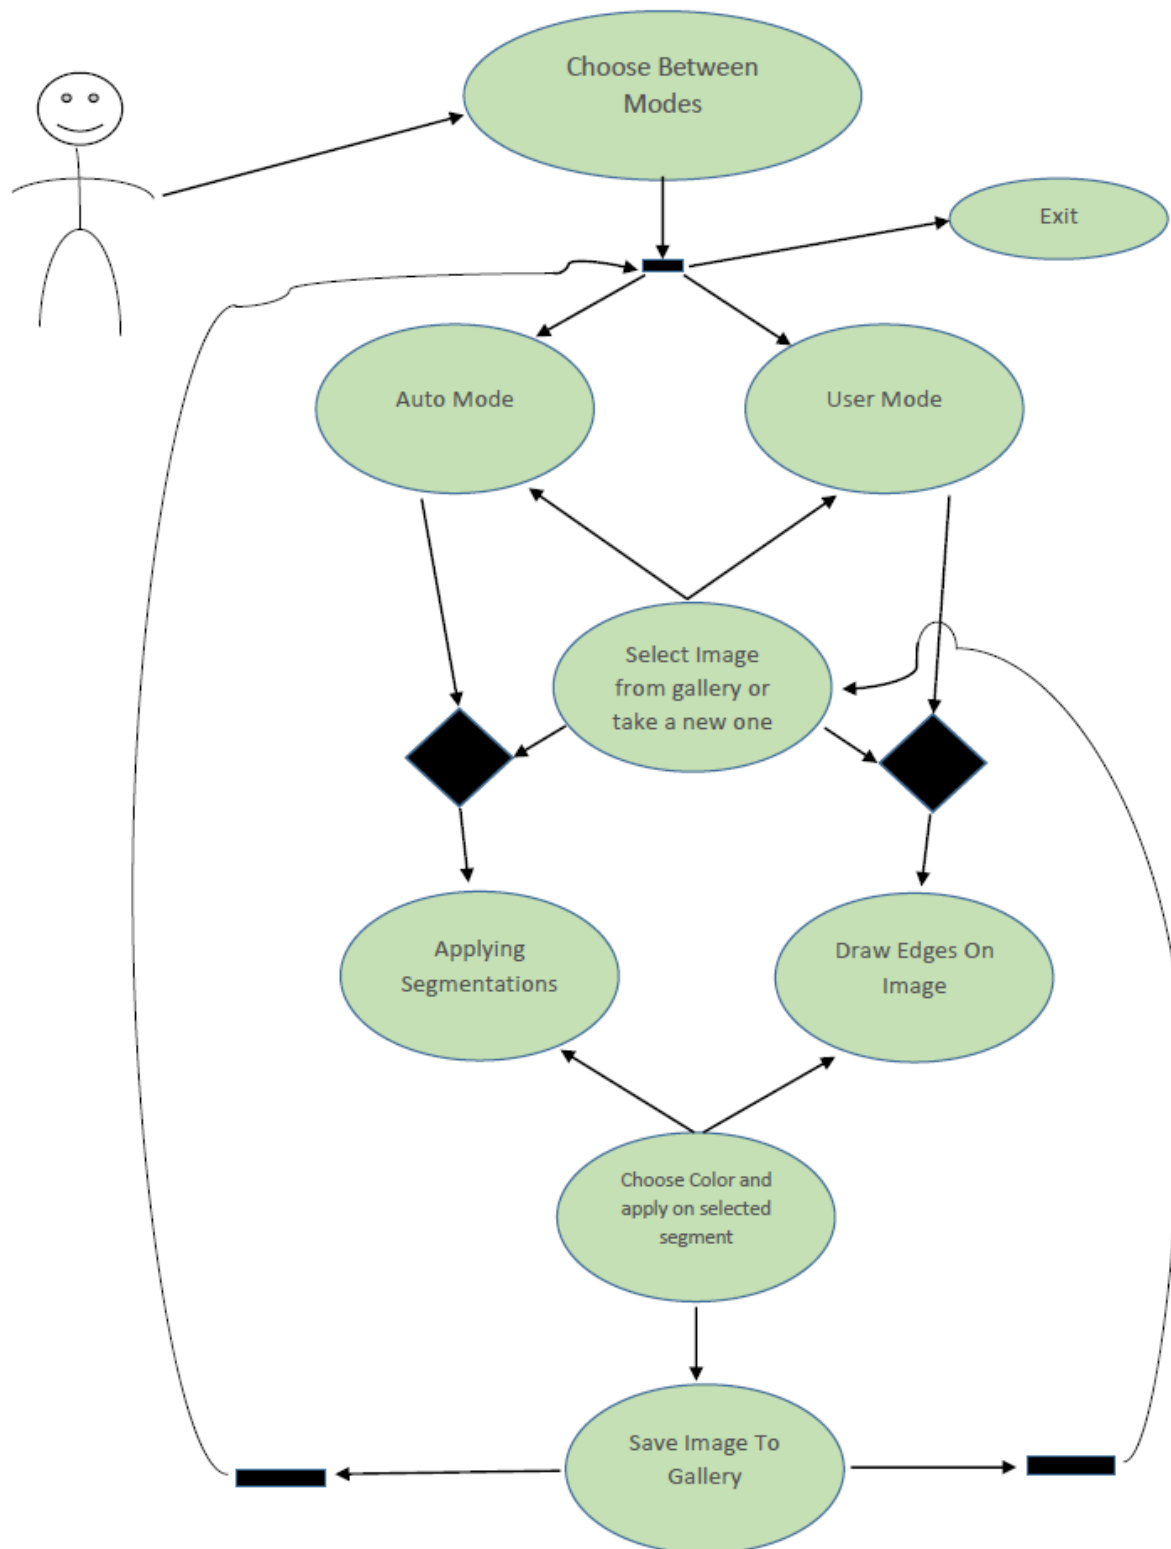 Choose Between
Modes
Exit
Auto Mode
User Mode
Select Image
from gallery or
take a new one
Applying
Segmentations
Draw Edges On
Image
Choose Color and
apply on selected
segment
Save Image To
Gallery